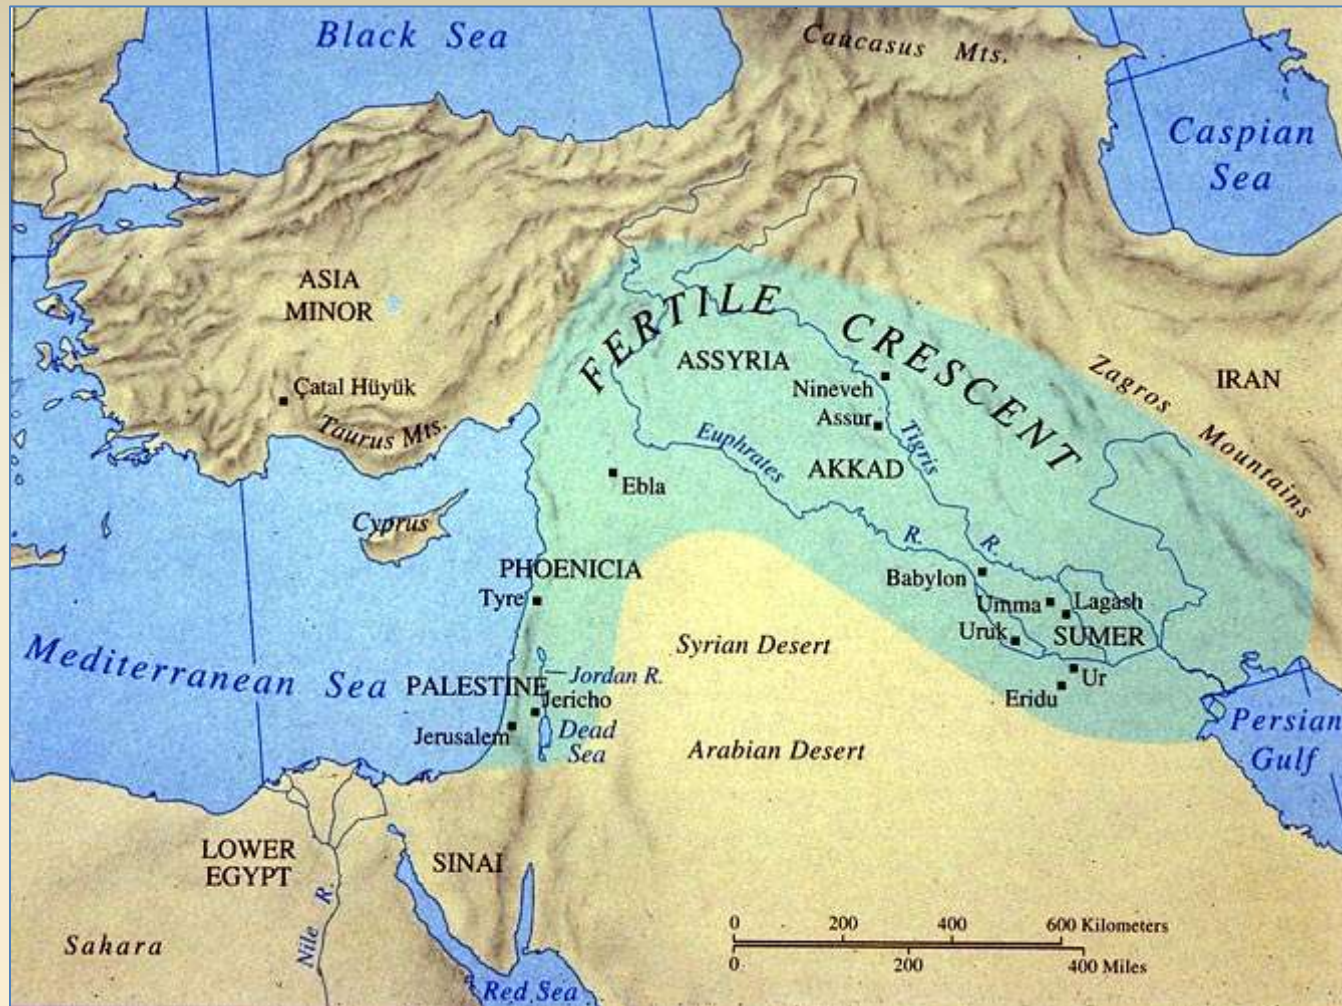 Black Sea
Caucasus Mts.
Caspian
Sea
ASIA
MINOR
FERTILE CRESCENT
ASSYRIA
Zagros Mountains
IRAN
Nineveh
Çatal Hüyük
Taurus Mts.
Assur
Tigris R.
Euphrates R.
AKKAD
Ebla
Cyprus
PHOENICIA
Babylon
Tyre
Umma
Lagash
Uruk
SUMER
Syrian Desert
Mediterranean Sea
Jordan R.
PALESTINE
Ur
Jericho
Eridu
Jerusalem
Dead
Sea
Persian
Gulf
Arabian Desert
LOWER
EGYPT
SINAI
Nile R.
Sahara
0 200 400 600 Kilometers
0 200 400 Miles
Red Sea